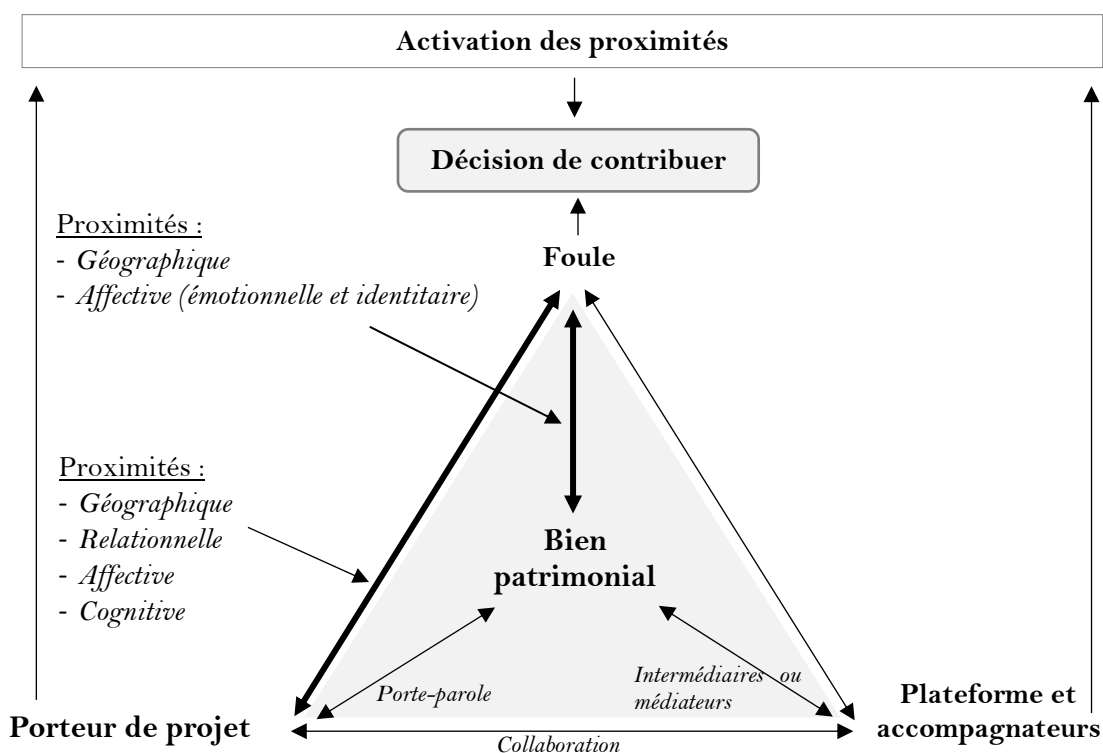 Activation des proximités
Décision de contribuer
Proximités :
- Géographique
- Affective (émotionnelle et identitaire)
Foule
Proximités :
- Géographique
- Relationnelle
- Affective
- Cognitive
Bien
patrimonial
Porte-parole
Intermédiaires ou
médiateurs
Porteur de projet
Plateforme et
accompagnateurs
Collaboration